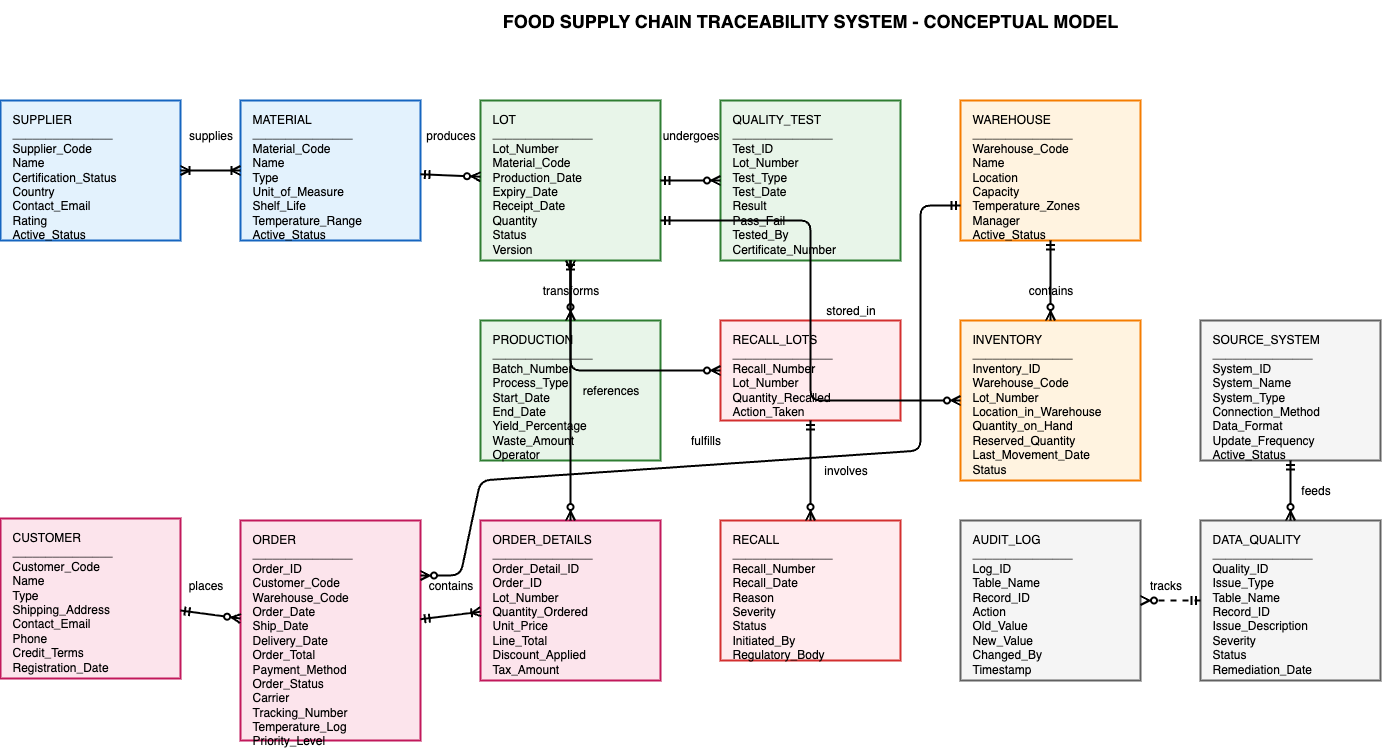 FOOD SUPPLY CHAIN TRACEABILITY SYSTEM - CONCEPTUAL MODEL
SUPPLIER
Supplier_Code
Name
Certification_Status
Country
Contact_Email
Rating
Active_Status
supplies
MATERIAL
Material_Code
Name
Type
Unit_of_Measure
Shelf_Life
Temperature_Range
Active_Status
produces
LOT
Lot_Number
Material_Code
Production_Date
Expiry_Date
Receipt_Date
Quantity
Status
Version
undergoes
QUALITY_TEST
Test_ID
Lot_Number
Test_Type
Test_Date
Result
Pass_Fail
Tested_By
Certificate_Number
WAREHOUSE
Warehouse_Code
Name
Location
Capacity
Temperature_Zones
Manager
Active_Status
transforms
contains
stored_in
PRODUCTION
Batch_Number
Process_Type
Start_Date
End_Date
Yield_Percentage
Waste_Amount
Operator
references
RECALL_LOTS
Recall_Number
Lot_Number
Quantity_Recalled
Action_Taken
INVENTORY
Inventory_ID
Warehouse_Code
Lot_Number
Location_in_Warehouse
Quantity_on_Hand
Reserved_Quantity
Last_Movement_Date
Status
SOURCE_SYSTEM
System_ID
System_Name
System_Type
Connection_Method
Data_Format
Update_Frequency
Active_Status
fulfills
involves
feeds
CUSTOMER
Customer_Code
Name
Type
Shipping_Address
Contact_Email
Phone
Credit_Terms
Registration_Date
places
ORDER
Order_ID
Customer_Code
Warehouse_Code
Order_Date
Ship_Date
Delivery_Date
Order_Total
Payment_Method
Order_Status
Carrier
Tracking_Number
Temperature_Log
Priority_Level
contains
ORDER_DETAILS
Order_Detail_ID
Order_ID
Lot_Number
Quantity_Ordered
Unit_Price
Line_Total
Discount_Applied
Tax_Amount
RECALL
Recall_Number
Recall_Date
Reason
Severity
Status
Initiated_By
Regulatory_Body
AUDIT_LOG
Log_ID
Table_Name
Record_ID
Action
Old_Value
New_Value
Changed_By
Timestamp
tracks
DATA_QUALITY
Quality_ID
Issue_Type
Table_Name
Record_ID
Issue_Description
Severity
Status
Remediation_Date